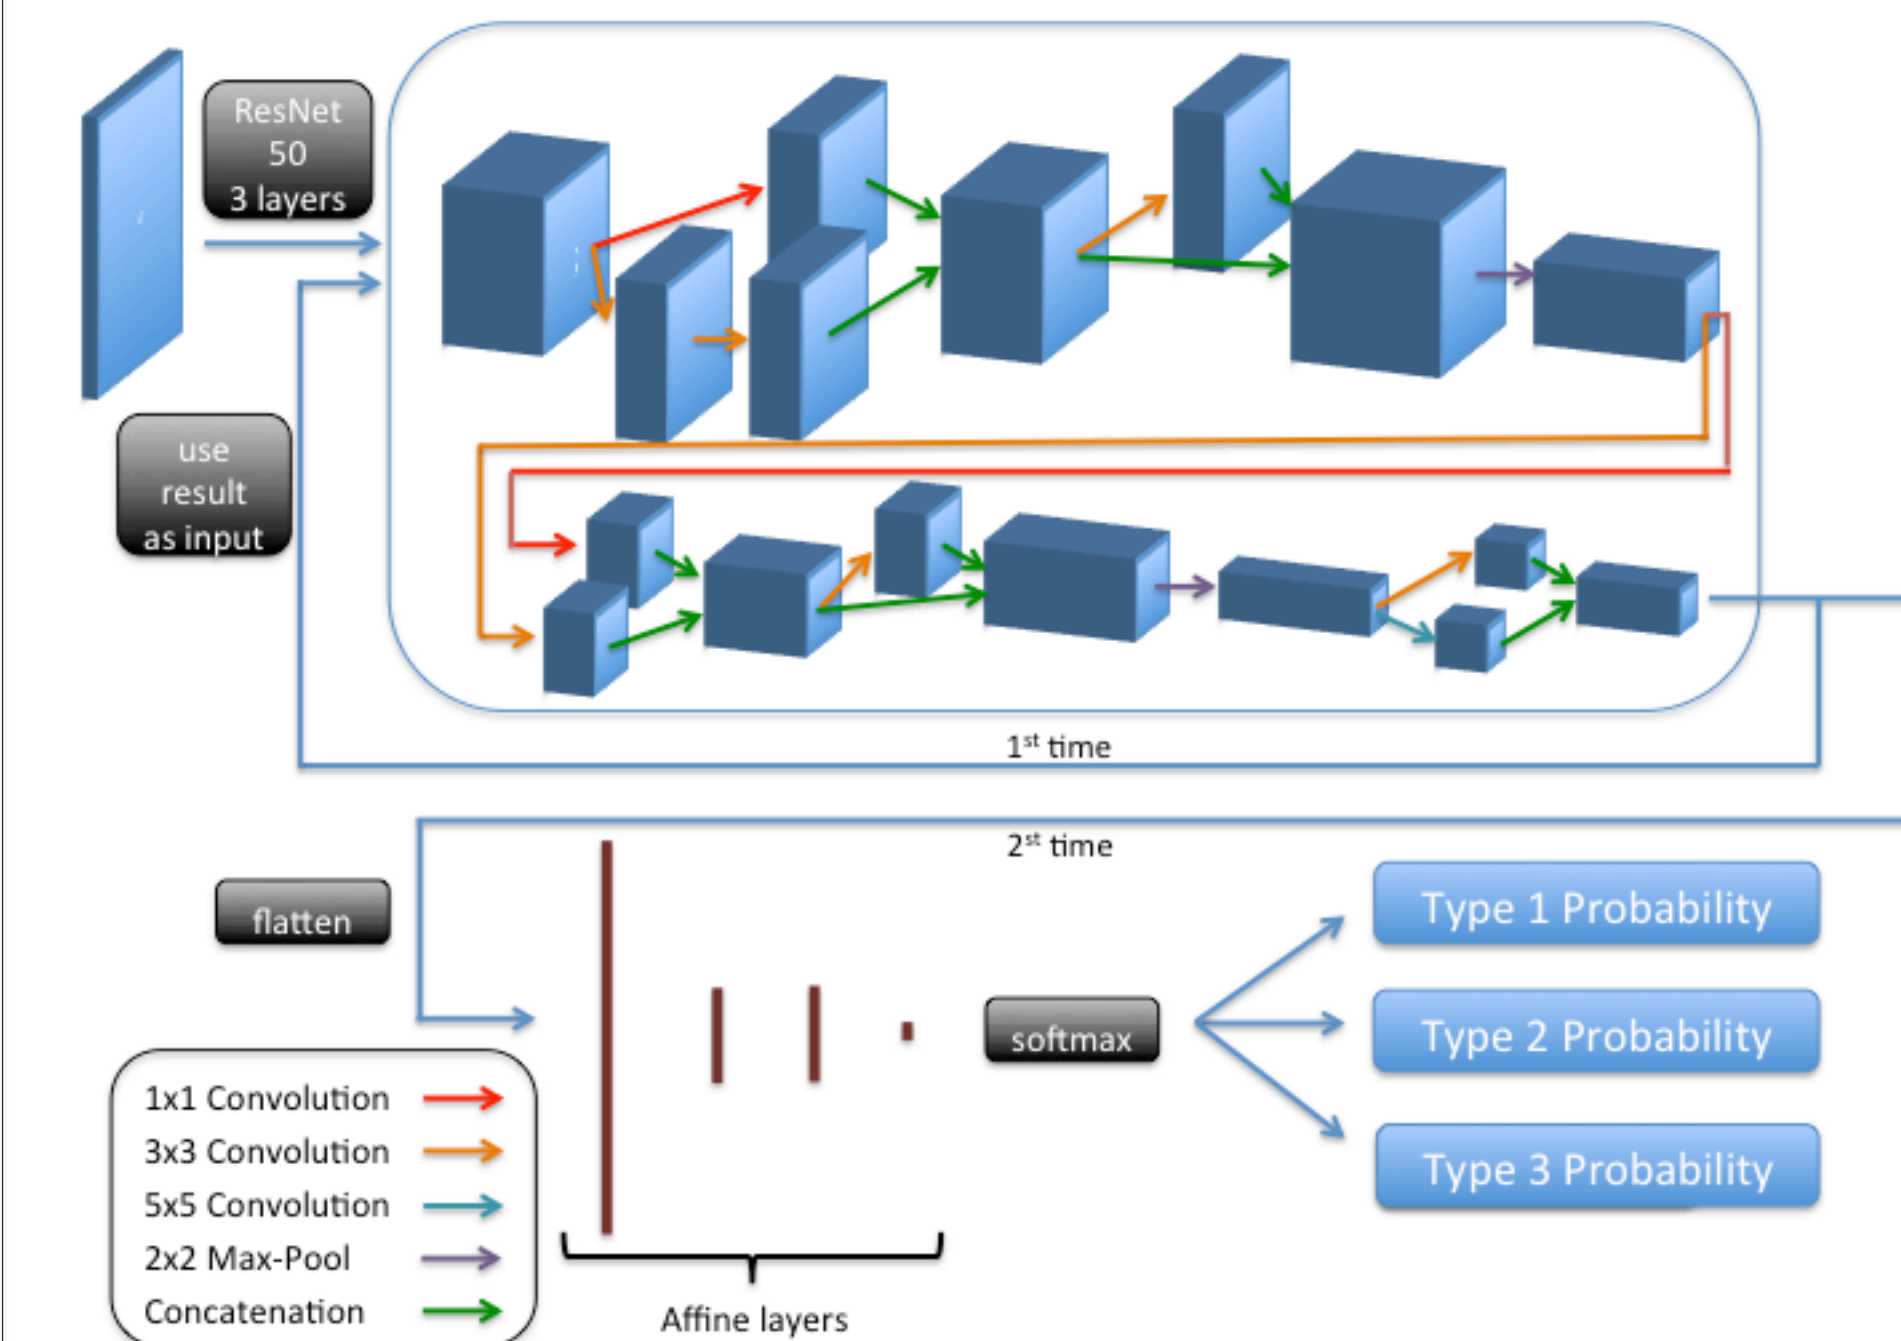 ResNet
50
3 layers
use
result
as input
1st time
2st time
flatten
softmax
Type 1 Probability
Type 2 Probability
Type 3 Probability
1x1 Convolution
3x3 Convolution
5x5 Convolution
2x2 Max-Pool
Concatenation
Affine layers